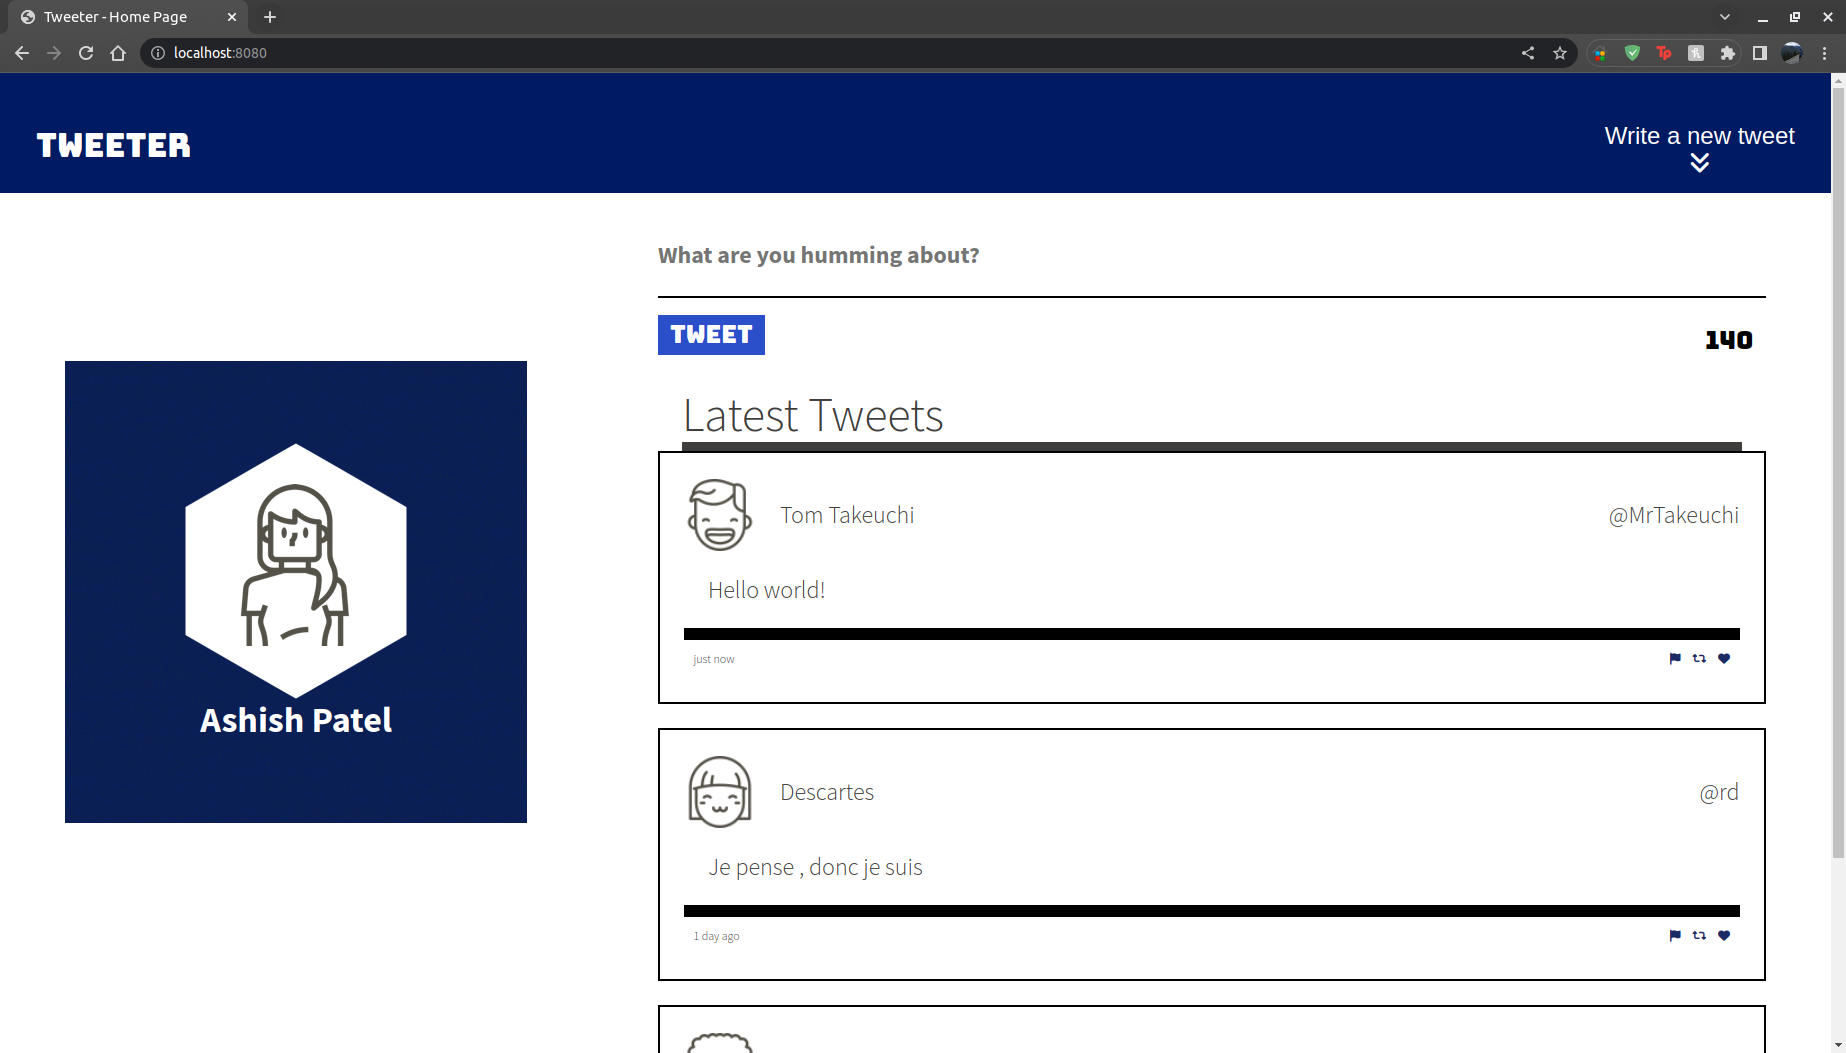 Tweeter - Home Page
localhost:8080
Tp
TWEETER
Write a new tweet
What are you humming about?
TWEET
140
Ashish Patel
Latest Tweets
Tom Takeuchi
@MrTakeuchi
Hello world!
just now
Descartes
@rd
Je pense , donc je suis
1 day ago